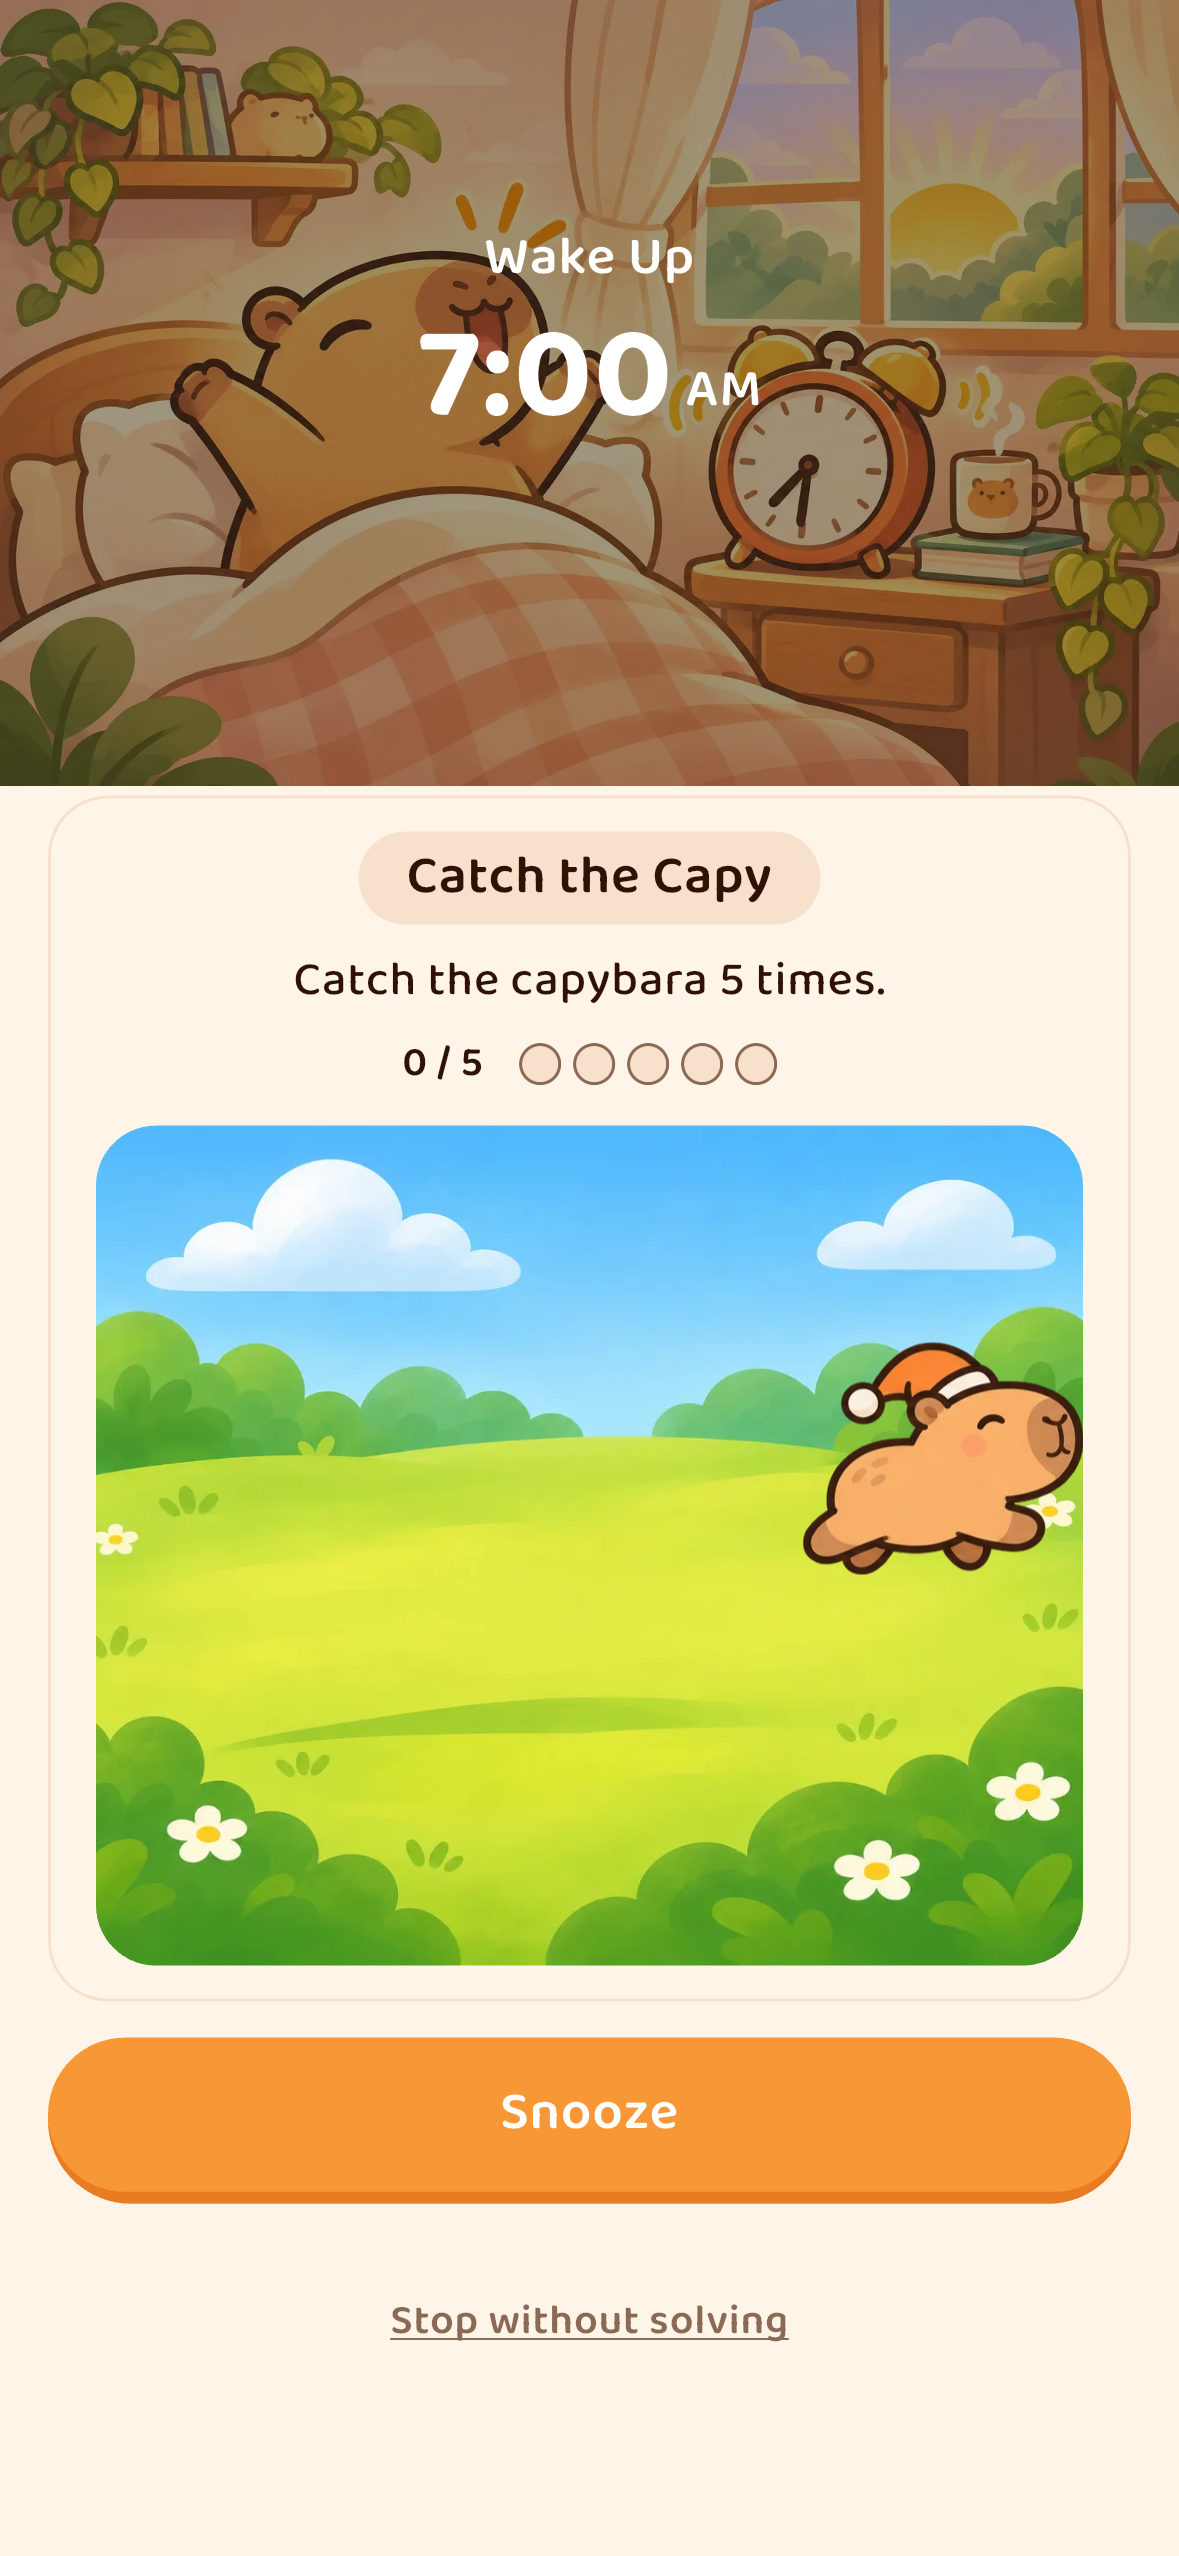 Wake Up
7:00 AM
Catch the Capy
Catch the capybara 5 times.
0 / 5
Snooze
Stop without solving